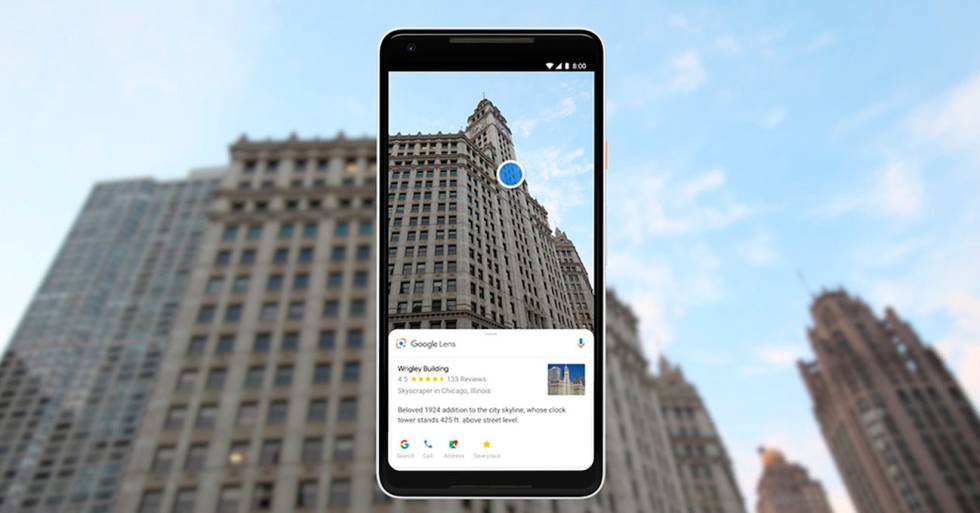 8:00
Google Lens
Wrigley Building
4.5 133 Reviews
Skyscraper in Chicago, Illinois
Beloved 1924 addition to the city skyline, whose clock
tower stands 425 ft. above street level.
Search Call Address Save place